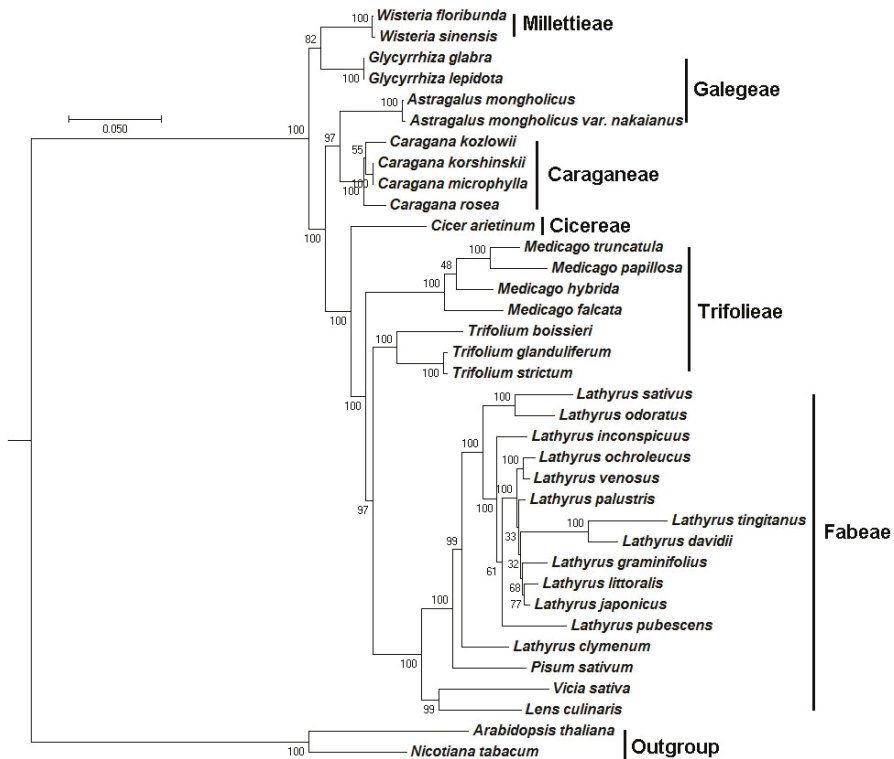 Wisteria floribunda
100
Wisteria sinensis
Millettieae
82
Glycyrrhiza glabra
100
Glycyrrhiza lepidota
Galegeae
100
Astragalus mongholicus
Astragalus mongholicus var. nakaianus
0.050
100
97
55
Caragana kozlowii
Caragana korshinskii
100
Caragana microphylla
100
Caragana rosea
Caraganeae
100
Cicer arietinum
Cicereae
100
100
Medicago truncatula
48
Medicago papillosa
100
Medicago hybrida
Medicago falcata
Trifolieae
100
100
Trifolium boissieri
Trifolium glanduliferum
100
Trifolium strictum
97
100
Lathyrus sativus
Lathyrus odoratus
100
Lathyrus inconspicuus
100
Lathyrus ochroleucus
100
Lathyrus venosus
100
Lathyrus palustris
100
Lathyrus tingitanus
33
Lathyrus davidii
Fabeae
99
32
Lathyrus graminifolius
61
68
Lathyrus littoralis
77
Lathyrus japonicus
100
Lathyrus pubescens
Lathyrus clymenum
100
Pisum sativum
Vicia sativa
99
Lens culinaris
Arabidopsis thaliana
100
Nicotiana tabacum
Outgroup